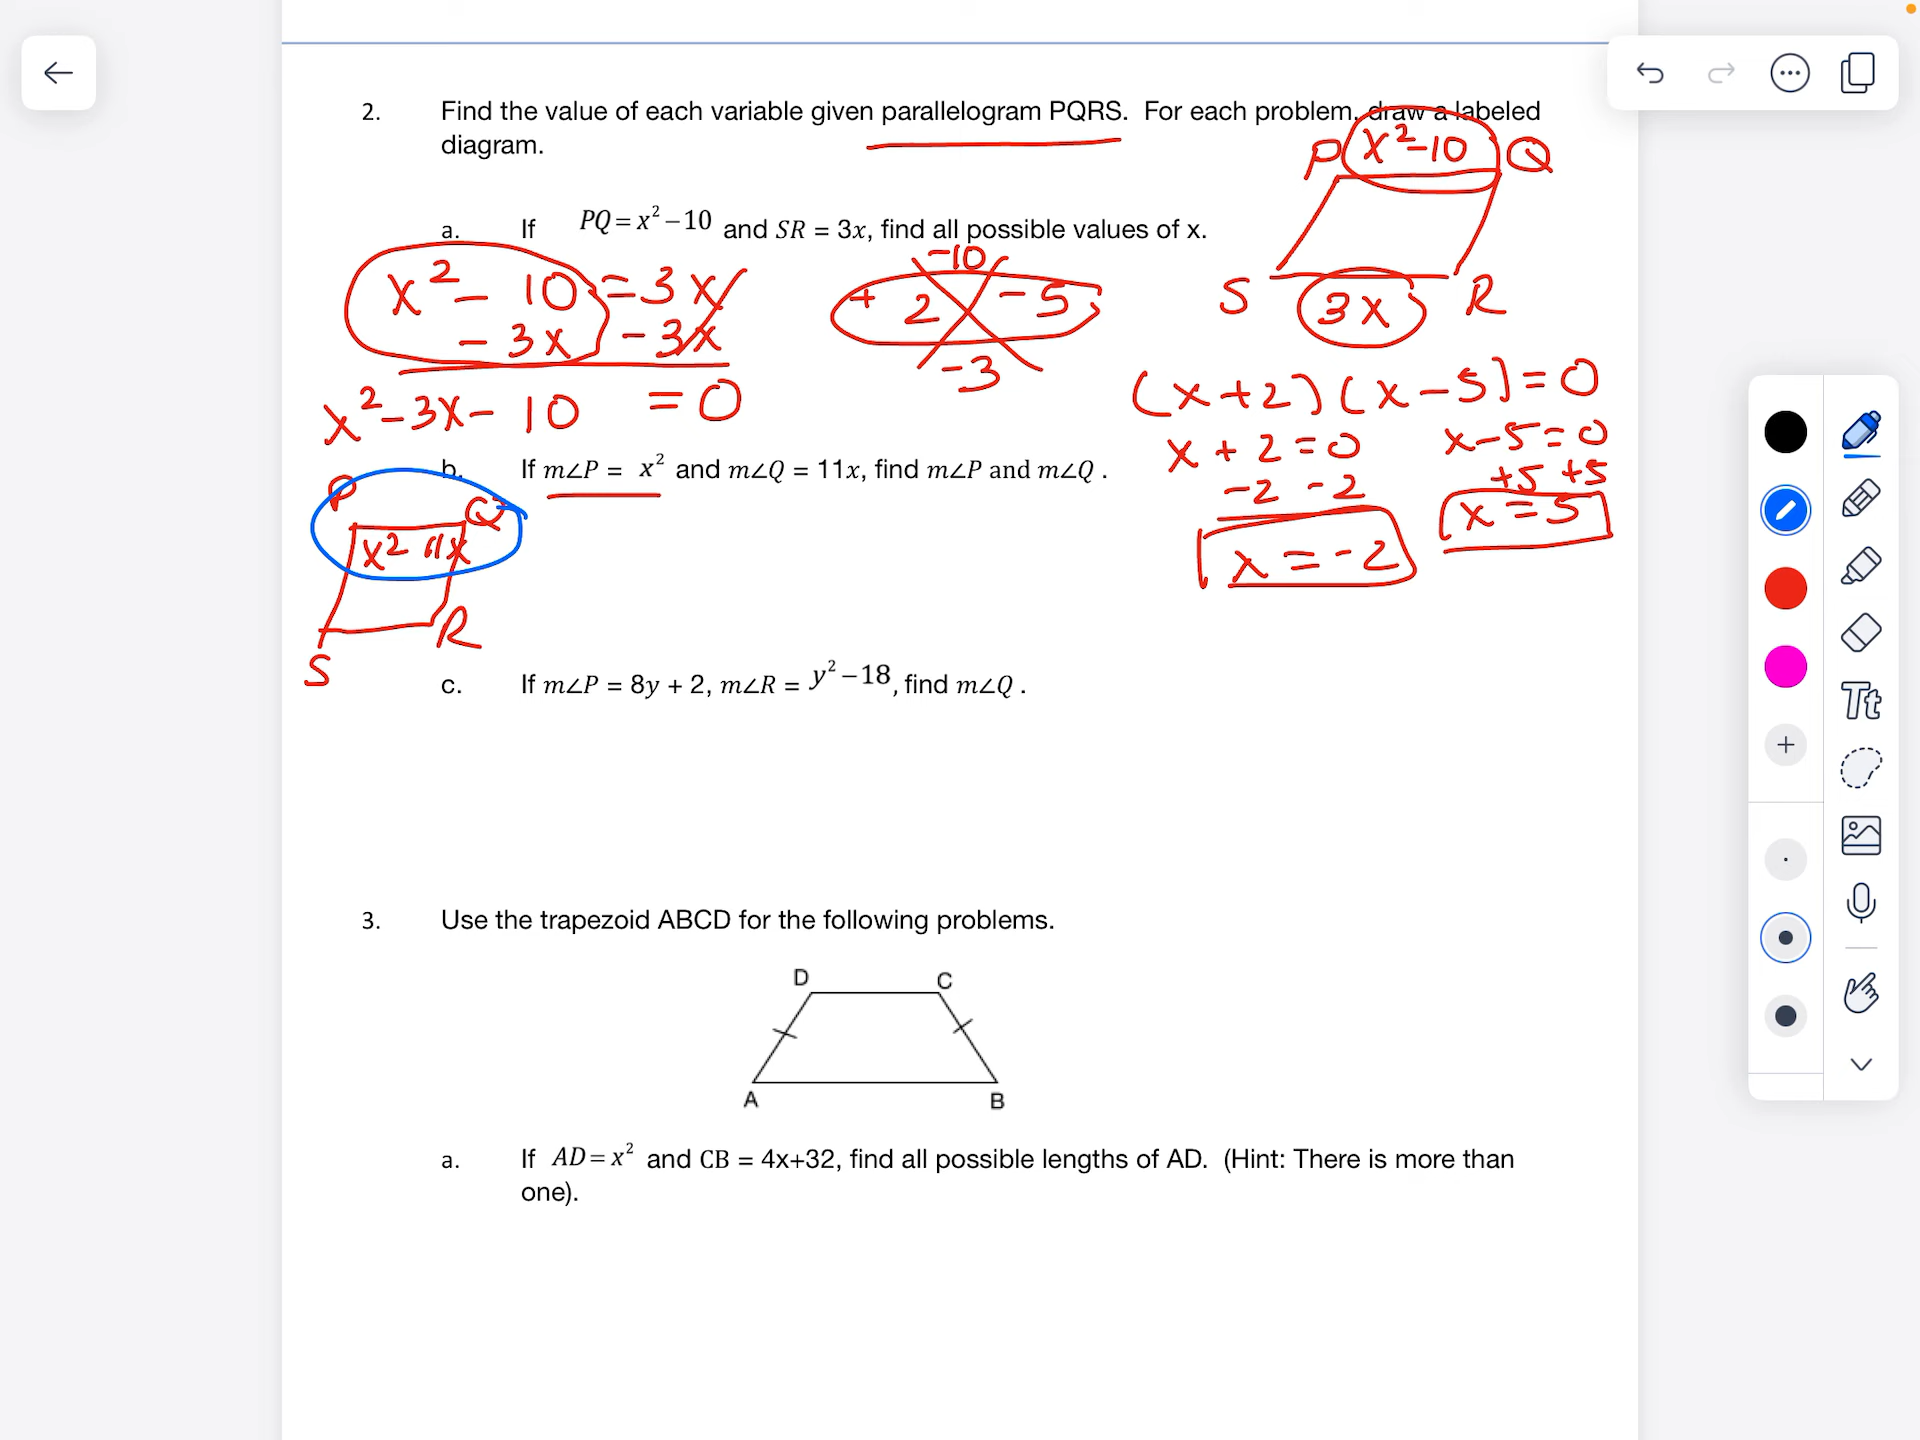 2. Find the value of each variable given parallelogram PQRS. For each problem, draw a labeled
diagram.
P x²-10 Q
S 3x R
a. If PQ = x² – 10 and SR = 3x, find all possible values of x.
x² - 10 = 3x
- 3x - 3x
x² - 3x - 10 = 0
-10
+ 2 - 5
-3
(x+2)(x-5)=0
x + 2 = 0
-2 -2
x = -2
x-5=0
+5 +5
x = 5
b. If m∠P = x² and m∠Q = 11x, find m∠P and m∠Q .
P Q
x² 11x
S R
c. If m∠P = 8y + 2, m∠R = y² – 18, find m∠Q .
3. Use the trapezoid ABCD for the following problems.
D C
A B
a. If AD = x² and CB = 4x+32, find all possible lengths of AD. (Hint: There is more than
one).
Tt